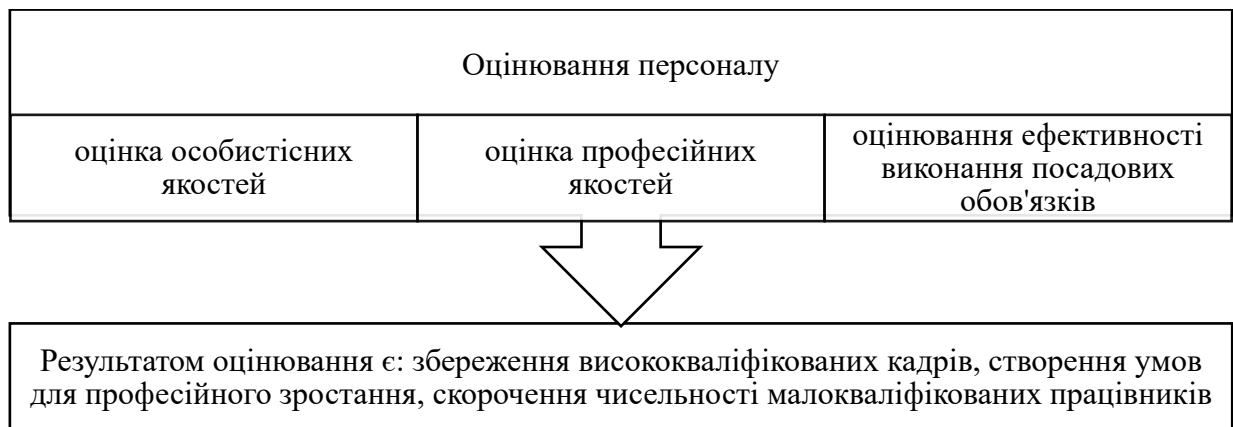 Оцінювання персоналу
оцінка особистісних
якостей
оцінка професійних
якостей
оцінювання ефективності
виконання посадових
обов'язків
Результатом оцінювання є: збереження висококваліфікованих кадрів, створення умов
для професійного зростання, скорочення чисельності малокваліфікованих працівників